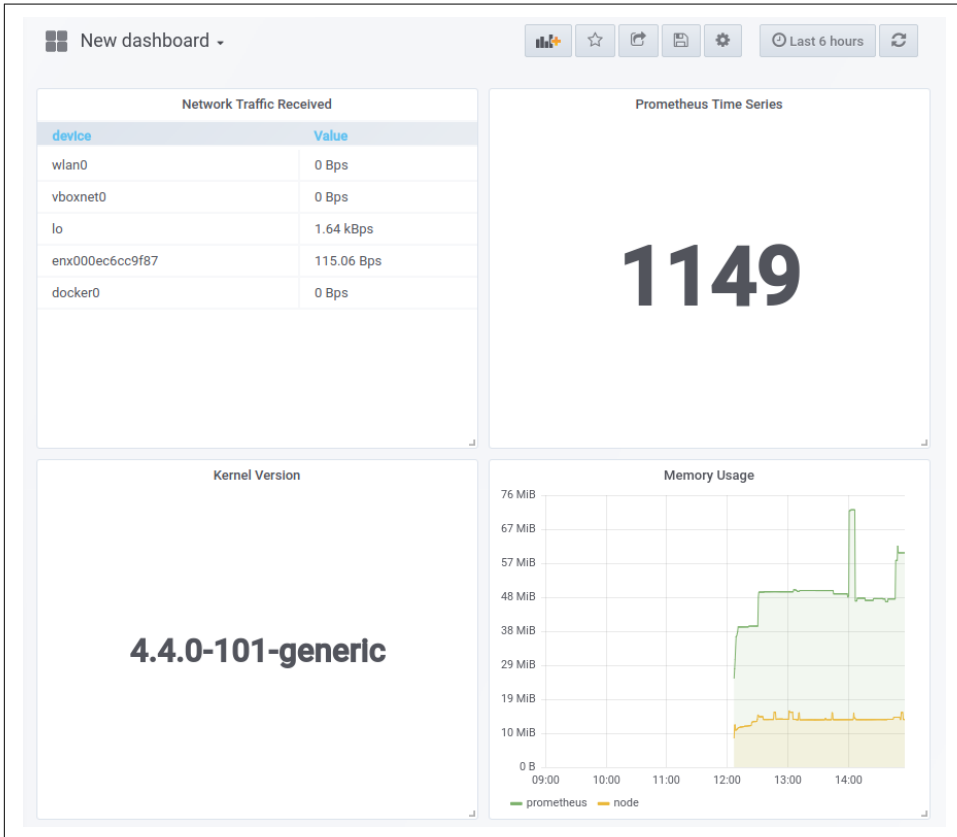 New dashboard
Last 6 hours
Network Traffic Received
device Value
wlan0 0 Bps
vboxnet0 0 Bps
lo 1.64 kBps
enx000ec6cc9f87 115.06 Bps
docker0 0 Bps
Prometheus Time Series
1149
Kernel Version
4.4.0-101-generic
Memory Usage
76 MiB
67 MiB
57 MiB
48 MiB
38 MiB
29 MiB
19 MiB
10 MiB
0 B
09:00 10:00 11:00 12:00 13:00 14:00
prometheus node